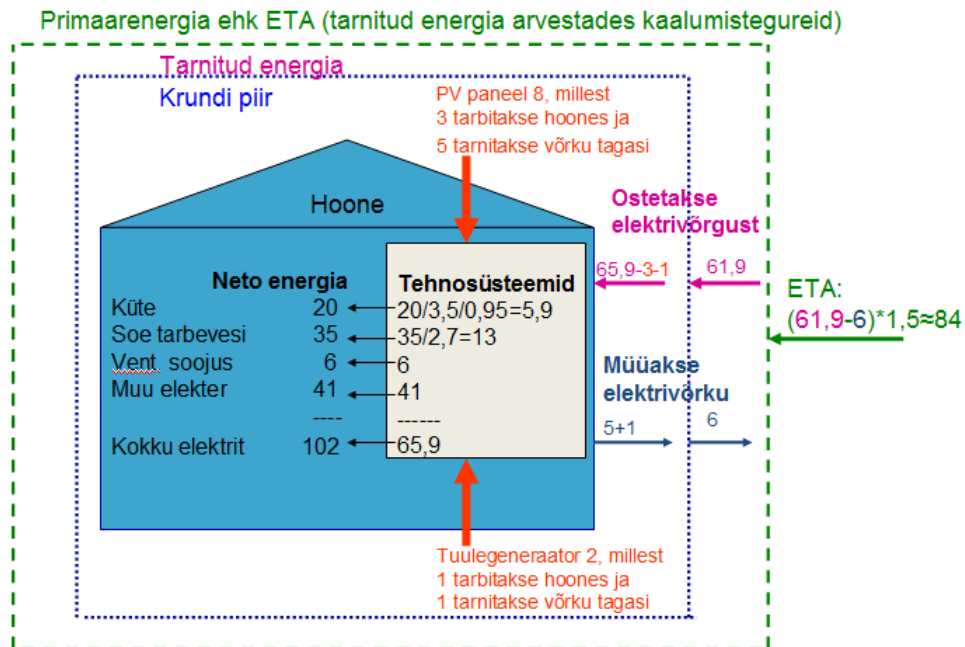 Primaarenergia ehk ETA (tarnitud energia arvestades kaalumistegureid)
Tarnitud energia
Krundi piir
PV paneel 8, millest
3 tarbitakse hoones ja
5 tarnitakse võrku tagasi
Hoone
Ostetakse
elektrivõrgust
65,9-3-1
61,9
ETA:
(61,9-6)*1,5≈84
Neto energia
Tehnosüsteemid
Küte 20 20/3,5/0,95=5,9
Soe tarbevesi 35 35/2,7=13
Vent. soojus 6 6
Muu elekter 41 41
---- ------
Kokku elektrit 102 65,9
Müüakse
elektrivõrku
5+1
6
Tuulegeneraator 2, millest
1 tarbitakse hoones ja
1 tarnitakse võrku tagasi